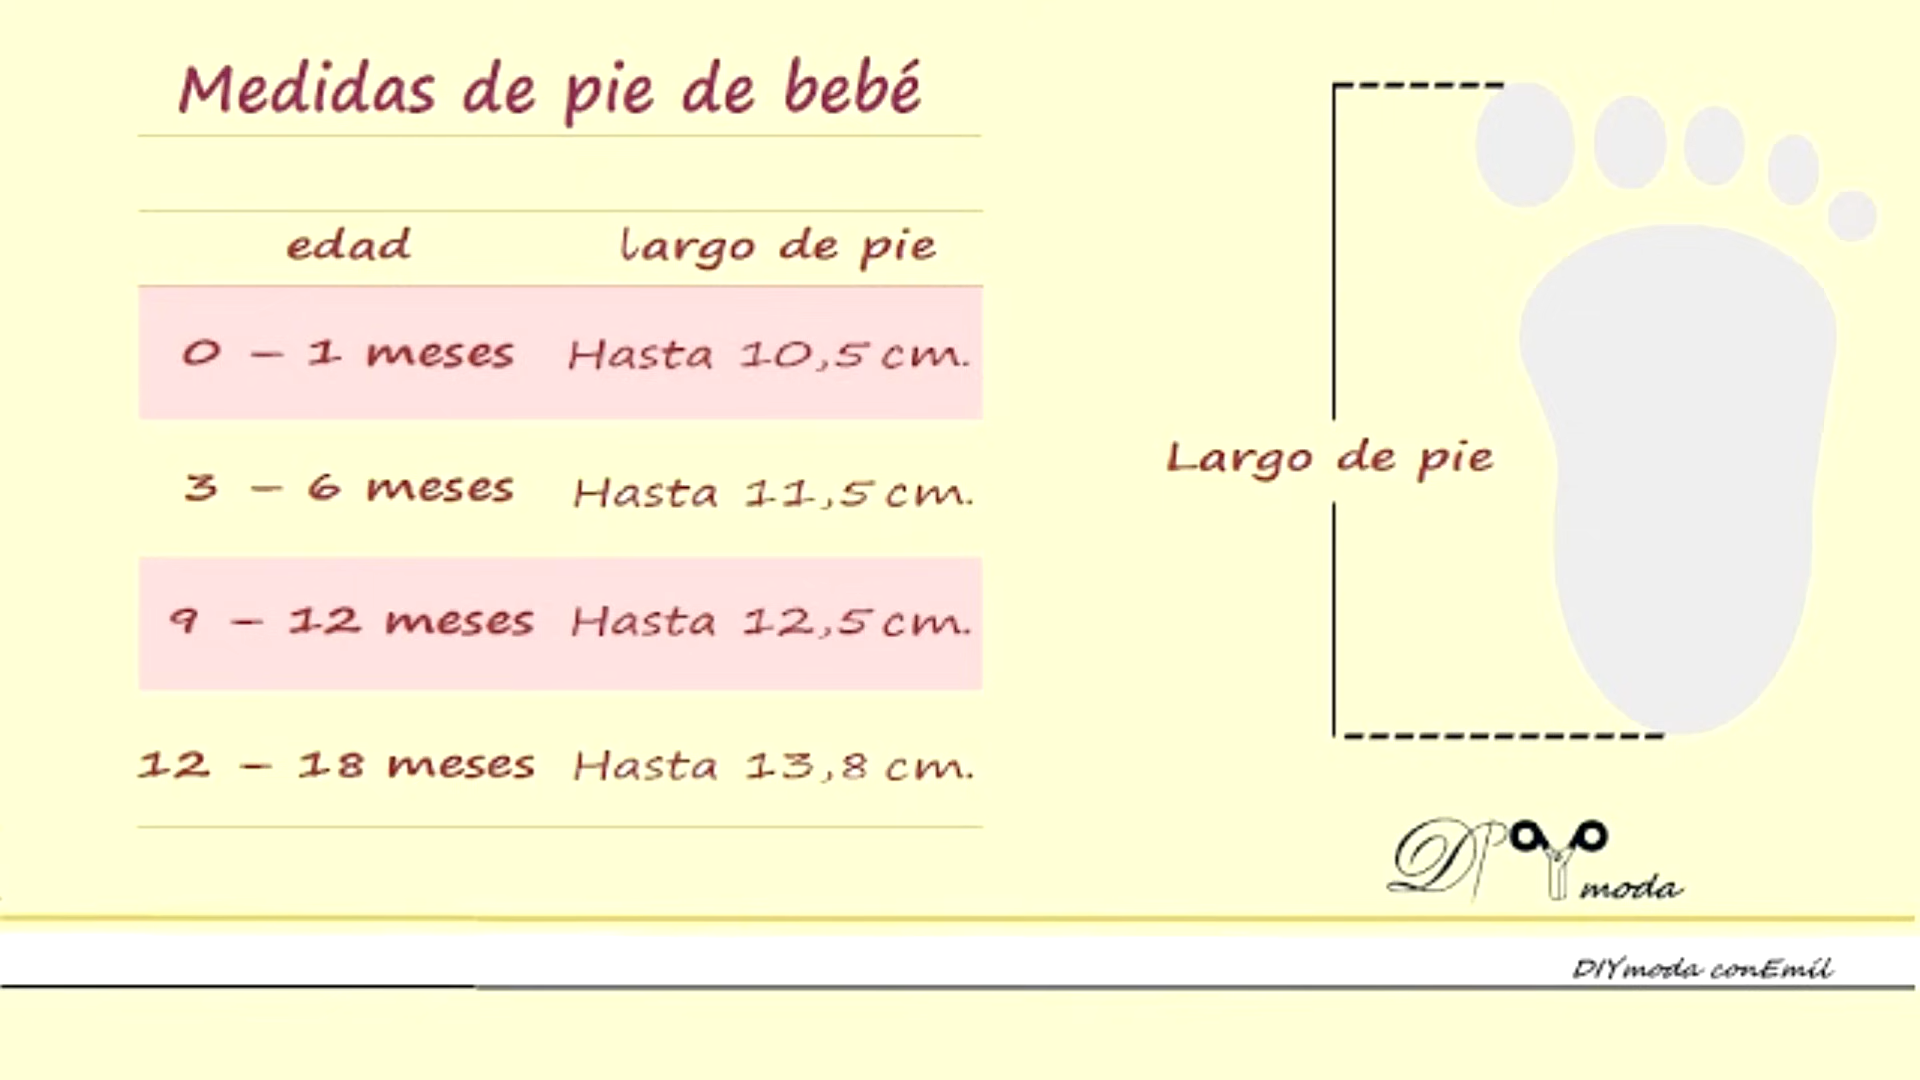 Medidas de pie de bebé
edad largo de pie
0 - 1 meses Hasta 10,5 cm.
3 - 6 meses Hasta 11,5 cm.
9 - 12 meses Hasta 12,5 cm.
12 - 18 meses Hasta 13,8 cm.
Largo de pie
moda
DIYmoda conEmil